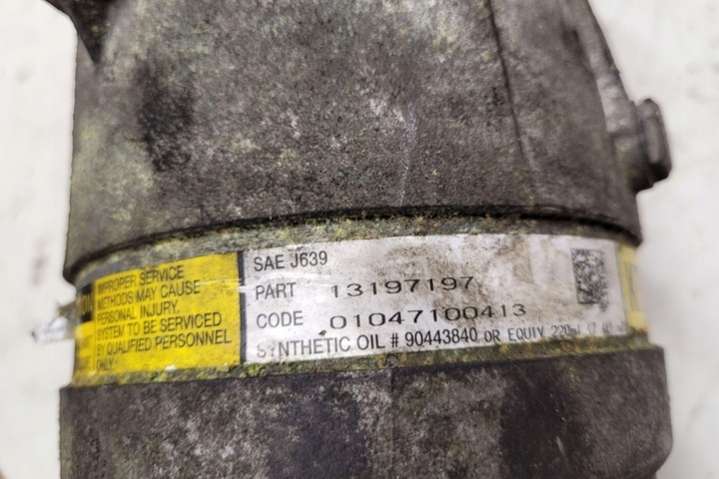 IMPROPER SERVICE
METHODS MAY CAUSE
PERSONAL INJURY.
SYSTEM TO BE SERVICED
BY QUALIFIED PERSONNEL
ONLY
SAE J639
PART 13197197
CODE 01047100413
SYNTHETIC OIL # 90443840 OR EQUIV 220mL